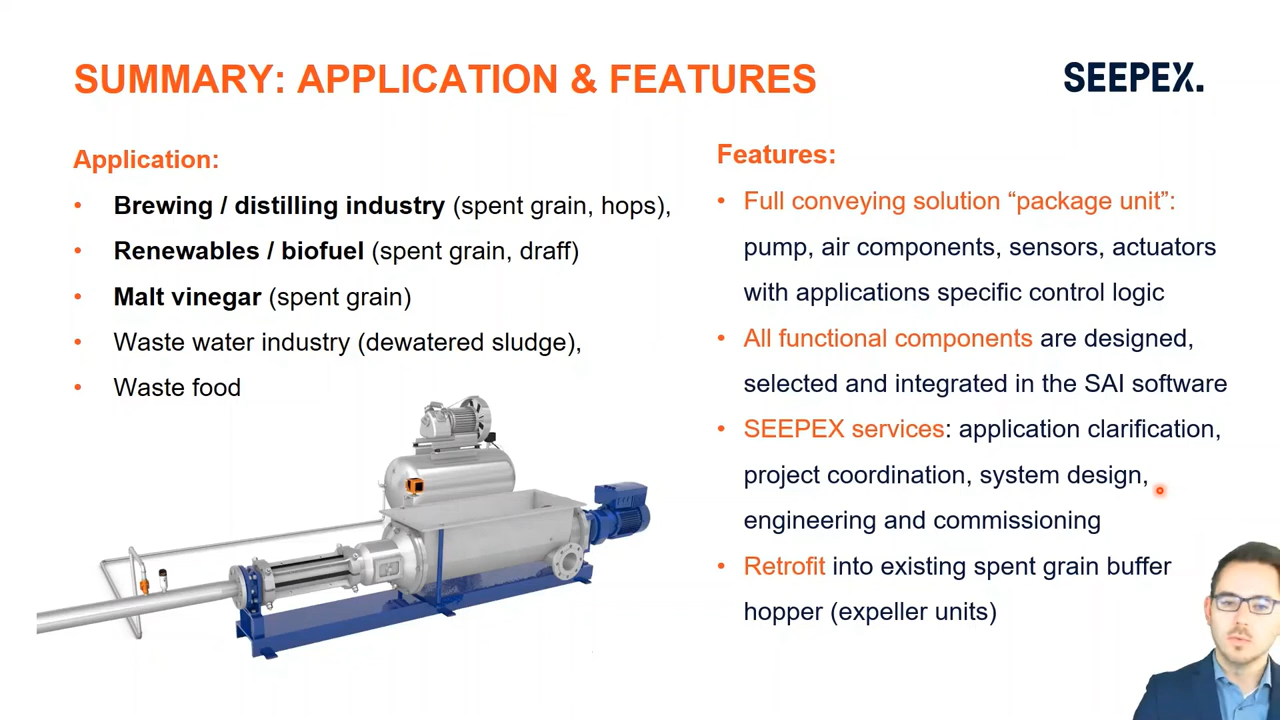 SUMMARY: APPLICATION & FEATURES
SEEPEX.
Application:
• Brewing / distilling industry (spent grain, hops),
• Renewables / biofuel (spent grain, draff)
• Malt vinegar (spent grain)
• Waste water industry (dewatered sludge),
• Waste food
Features:
• Full conveying solution “package unit”:
pump, air components, sensors, actuators
with applications specific control logic
• All functional components are designed,
selected and integrated in the SAI software
• SEEPEX services: application clarification,
project coordination, system design,
engineering and commissioning
• Retrofit into existing spent grain buffer
hopper (expeller units)